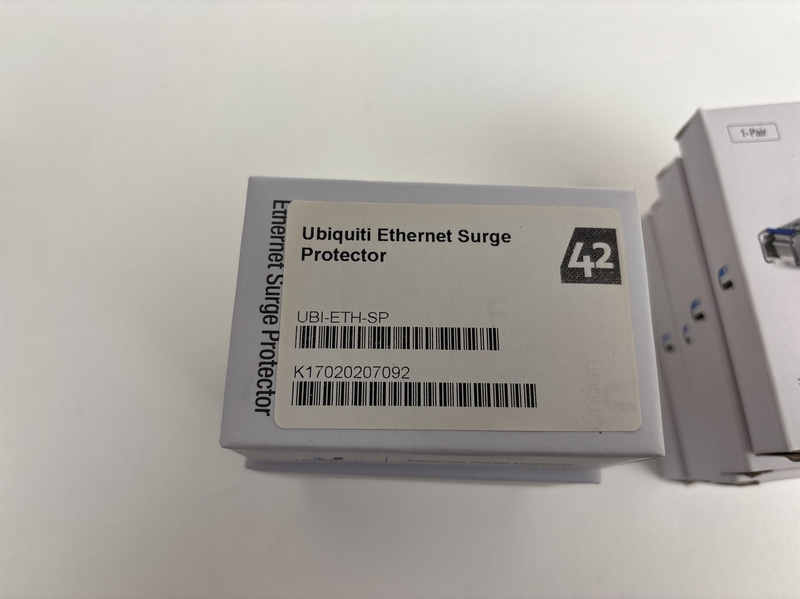 Ubiquiti Ethernet Surge
Protector
42
UBI-ETH-SP
K17020207092
Ethernet Surge Protector
1-Pair